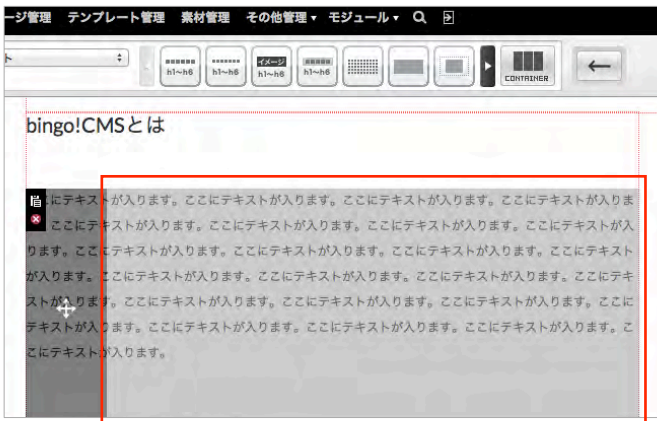 ージ管理 テンプレート管理 素材管理 その他管理▼ モジュール▼
ト
h1~h6 h1~h6 イメージ h1~h6 h1~h6 CONTAINER
bingo!CMSとは
にテキストが入ります。ここにテキストが入ります。ここにテキストが入ります。ここにテキストが入りま
ここにテキストが入ります。ここにテキストが入ります。ここにテキストが入ります。ここにテキストが入
ります。ここにテキストが入ります。ここにテキストが入ります。ここにテキストが入ります。ここにテキスト
が入ります。ここにテキストが入ります。ここにテキストが入ります。ここにテキストが入ります。ここにテキ
ストが入ります。ここにテキストが入ります。ここにテキストが入ります。ここにテキストが入ります。ここに
テキストが入ります。ここにテキストが入ります。ここにテキストが入ります。ここにテキストが入ります。こ
こにテキストが入ります。